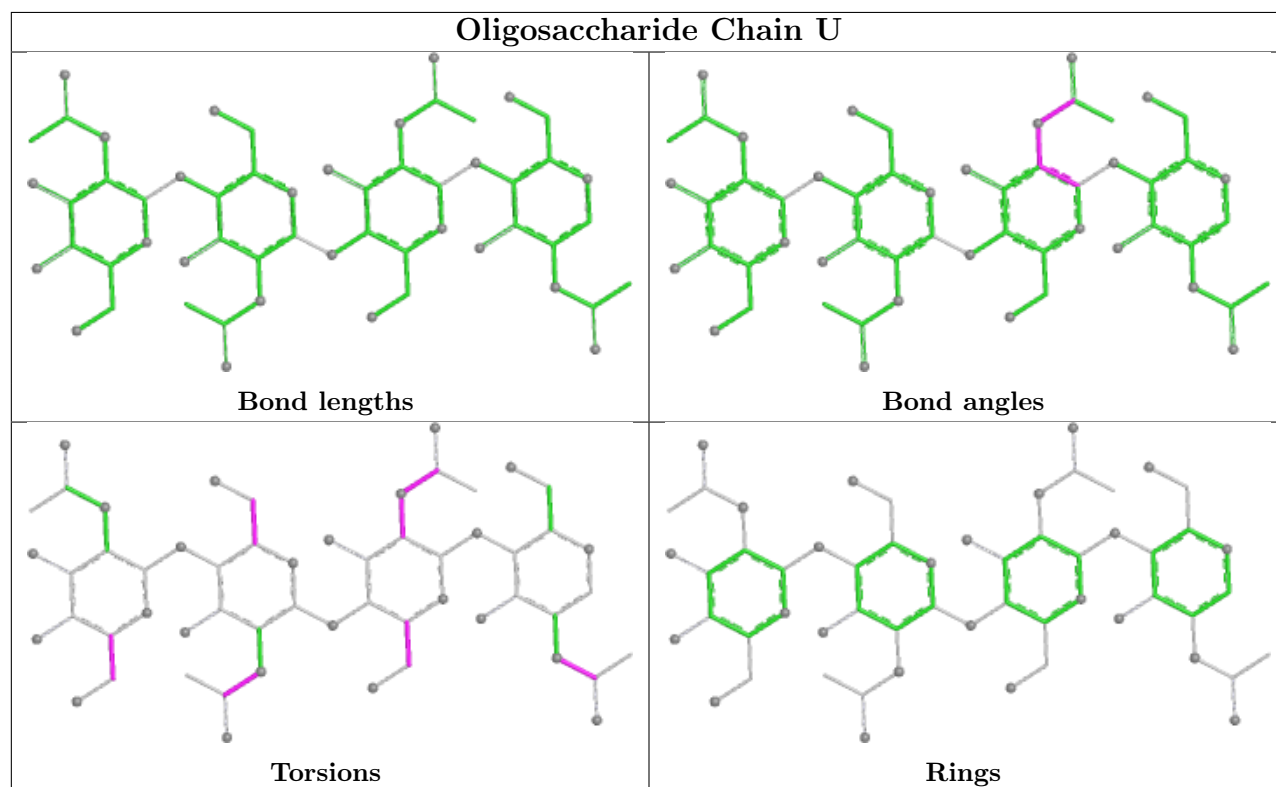 Oligosaccharide Chain U
Bond lengths
Bond angles
Torsions
Rings